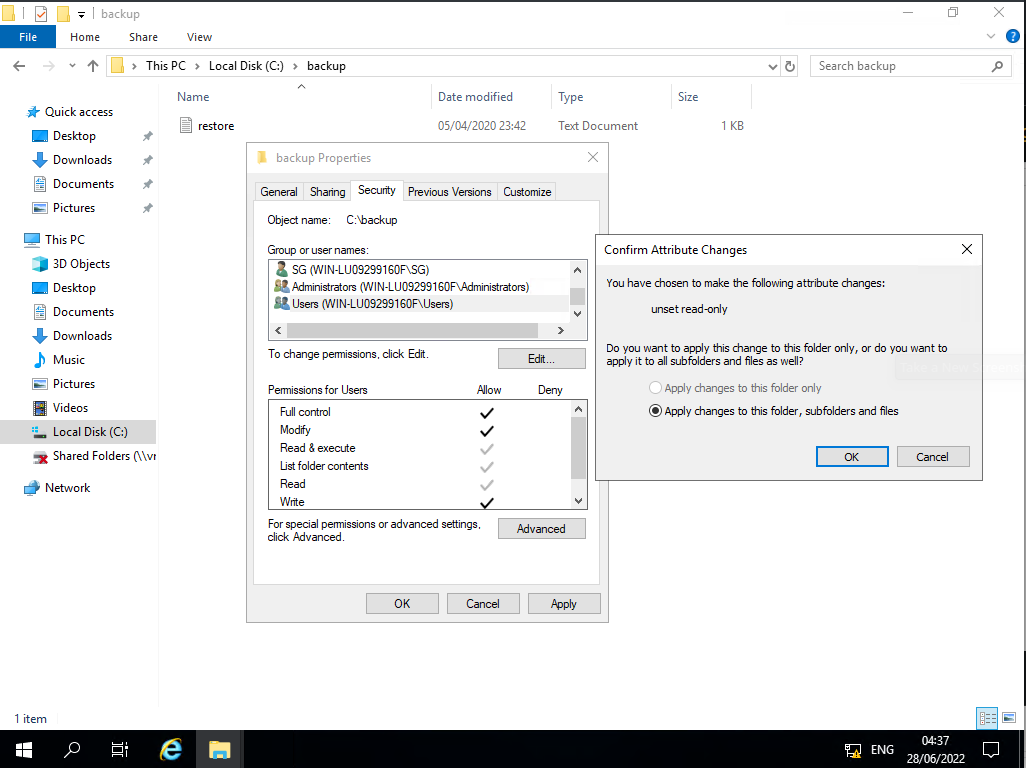 backup
File Home Share View
This PC Local Disk (C:) backup
Search backup
Name Date modified Type Size
restore 05/04/2020 23:42 Text Document 1 KB
Quick access
Desktop
Downloads
Documents
Pictures
This PC
3D Objects
Desktop
Documents
Downloads
Music
Pictures
Videos
Local Disk (C:)
Shared Folders (\\vr
Network
backup Properties
General Sharing Security Previous Versions Customize
Object name: C:\backup
Group or user names:
SG (WIN-LU09299160F\SG)
Administrators (WIN-LU09299160F\Administrators)
Users (WIN-LU09299160F\Users)
To change permissions, click Edit.
Edit...
Permissions for Users Allow Deny
Full control
Modify
Read & execute
List folder contents
Read
Write
For special permissions or advanced settings,
click Advanced.
Advanced
OK Cancel Apply
Confirm Attribute Changes
You have chosen to make the following attribute changes:
unset read-only
Do you want to apply this change to this folder only, or do you want to
apply it to all subfolders and files as well?
Apply changes to this folder only
Apply changes to this folder, subfolders and files
OK Cancel
1 item
ENG
04:37
28/06/2022